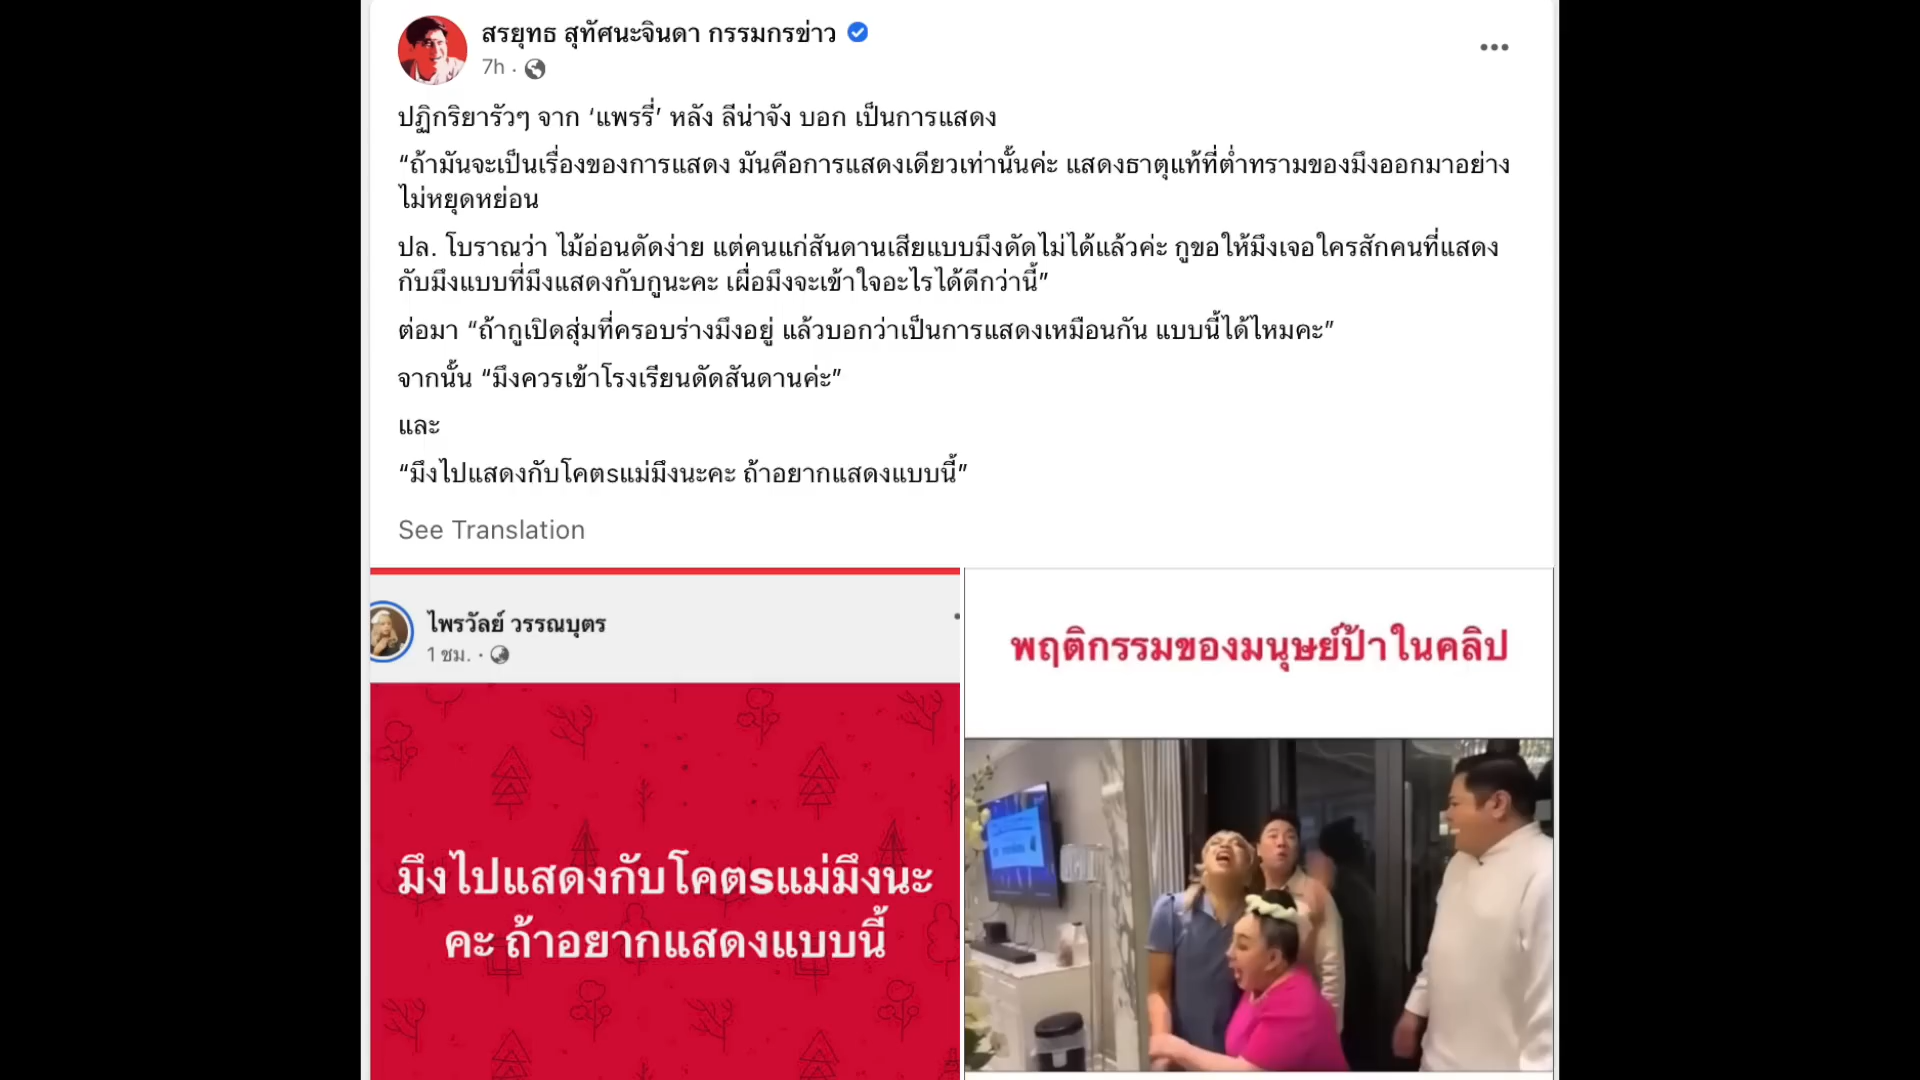 สรยุทธ สุทัศนะจินดา กรรมกรข่าว
7h ·
ปฏิกริยารัวๆ จาก ‘แพรรี่’ หลัง ลีน่าจัง บอก เป็นการแสดง
“ถ้ามันจะเป็นเรื่องของการแสดง มันคือการแสดงเดียวเท่านั้นค่ะ แสดงธาตุแท้ที่ต่ำทรามของมึงออกมาอย่าง
ไม่หยุดหย่อน
ปล. โบราณว่า ไม้อ่อนดัดง่าย แต่คนแก่สันดานเสียแบบมึงดัดไม่ได้แล้วค่ะ กูขอให้มึงเจอใครสักคนที่แสดง
กับมึงแบบที่มึงแสดงกับกูนะคะ เผื่อมึงจะเข้าใจอะไรได้ดีกว่านี้”
ต่อมา “ถ้ากูเปิดสุ่มที่ครอบร่างมึงอยู่ แล้วบอกว่าเป็นการแสดงเหมือนกัน แบบนี้ได้ไหมคะ”
จากนั้น “มึงควรเข้าโรงเรียนดัดสันดานค่ะ”
และ
“มึงไปแสดงกับโคตsแม่มึงนะคะ ถ้าอยากแสดงแบบนี้”
See Translation
ไพรวัลย์ วรรณบุตร
1 ชม. ·
มึงไปแสดงกับโคตsแม่มึงนะ
คะ ถ้าอยากแสดงแบบนี้
พฤติกรรมของมนุษย์ป้าในคลิป